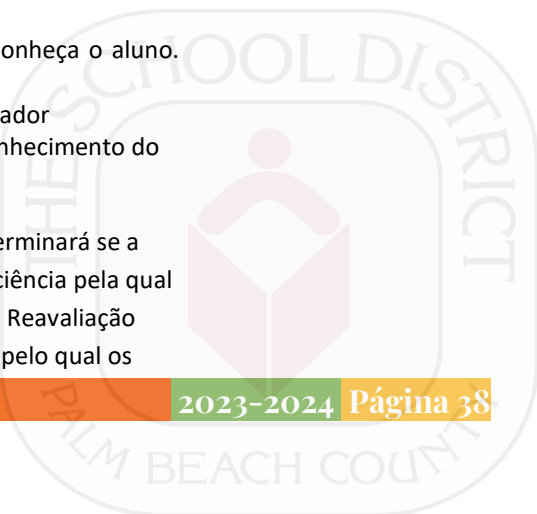 onheça o aluno.
ador
nhecimento do
erminará se a
ciência pela qual
Reavaliação
pelo qual os
2023-2024 Página 38
THE SCHOOL DISTRICT
PALM BEACH COUNTY